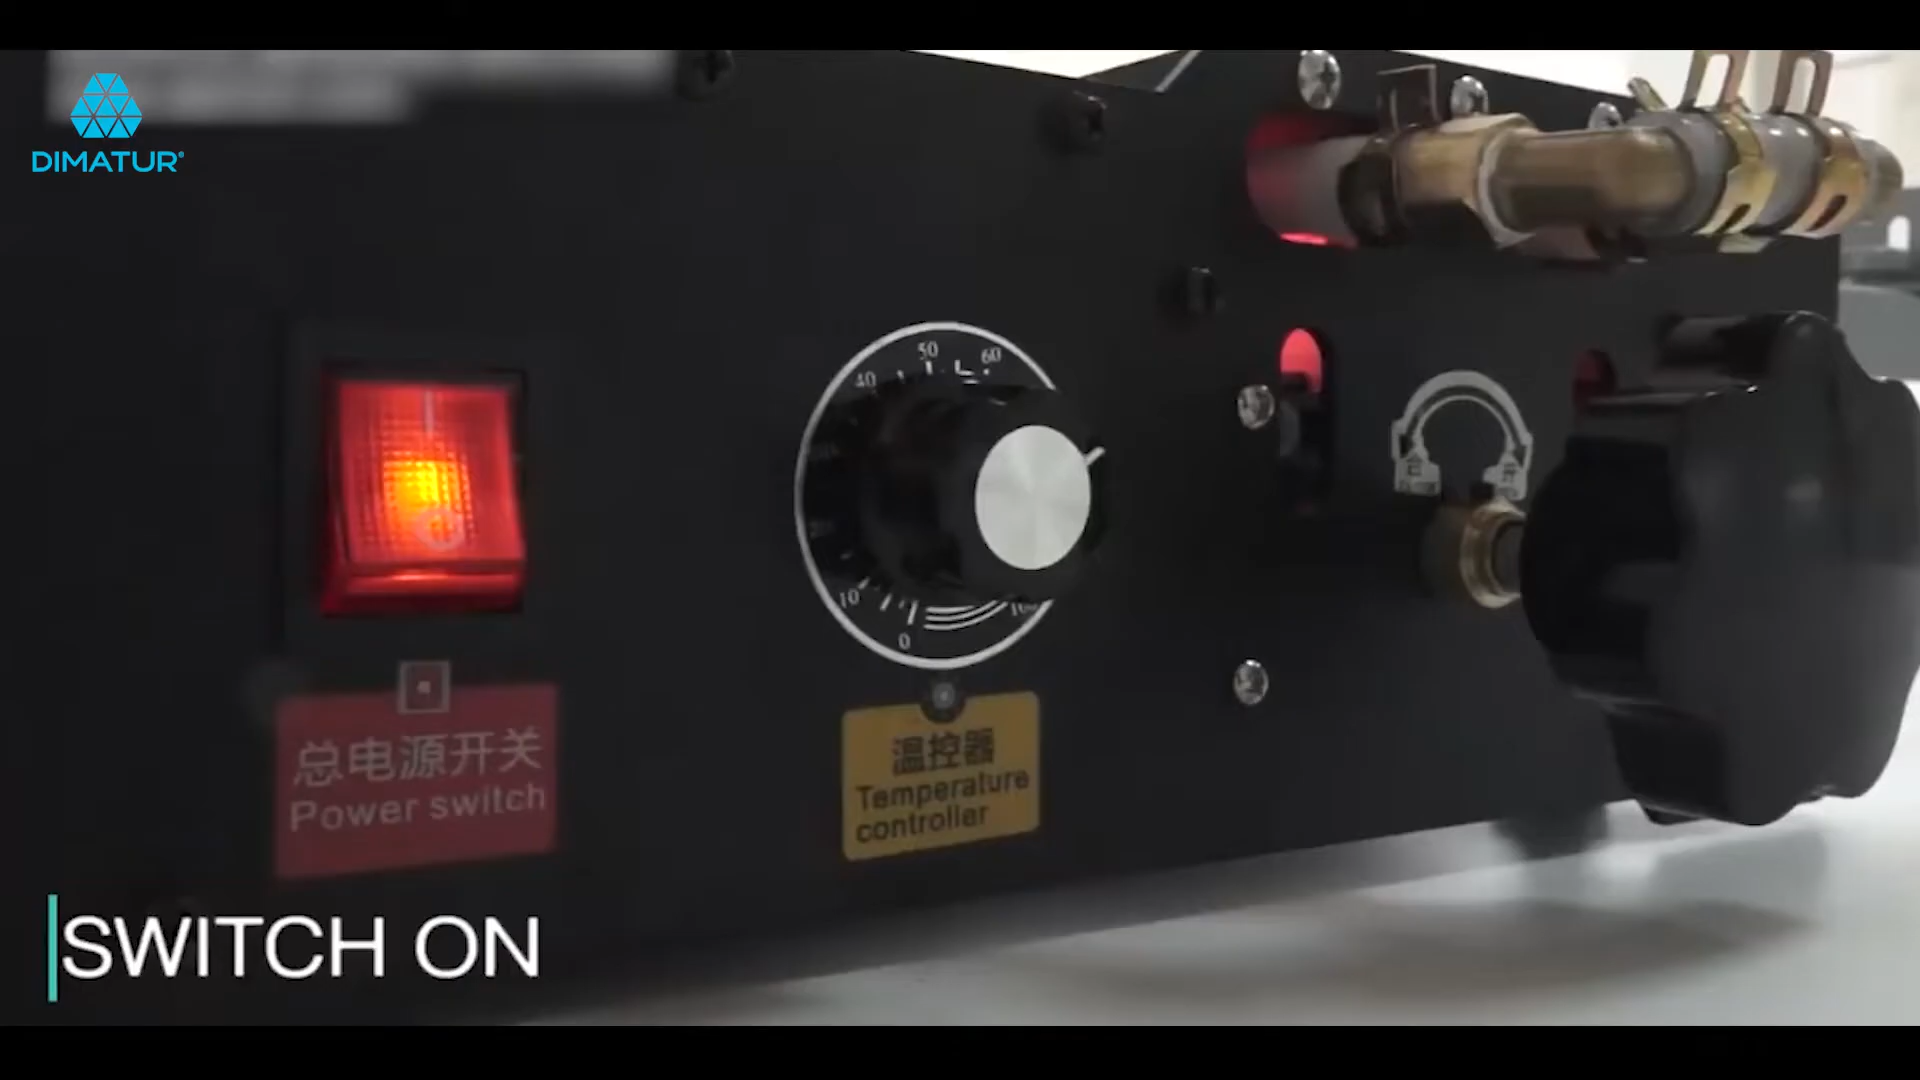 DIMATUR®
50
60
40
10
100
0
总电源开关
Power switch
温控器
Temperature
controller
SWITCH ON